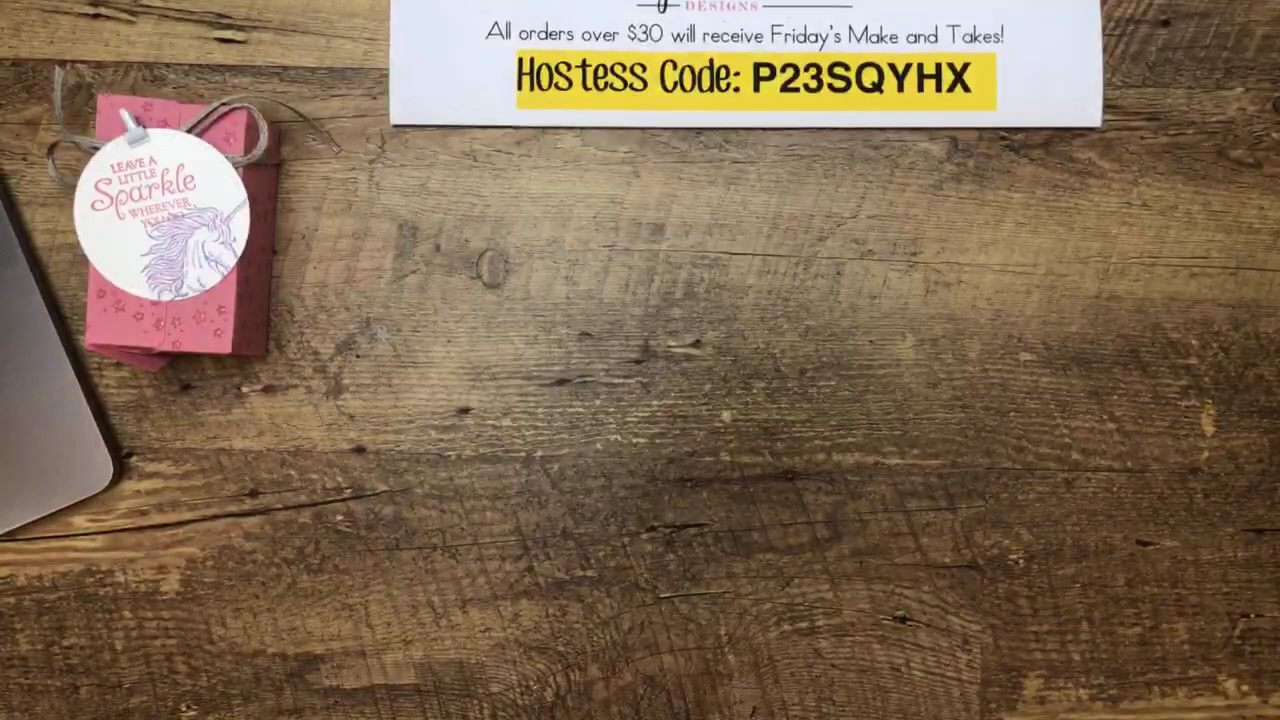 DESIGNS
All orders over $30 will receive Friday's Make and Takes!
Hostess Code: P23SQYHX
LEAVE A
LITTLE
Sparkle
WHEREVER